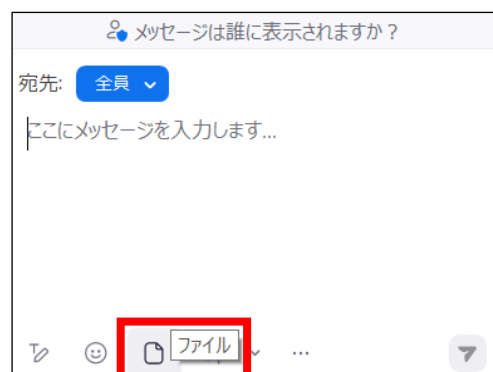 メッセージは誰に表示されますか？
宛先: 全員
ここにメッセージを入力します...
ファイル